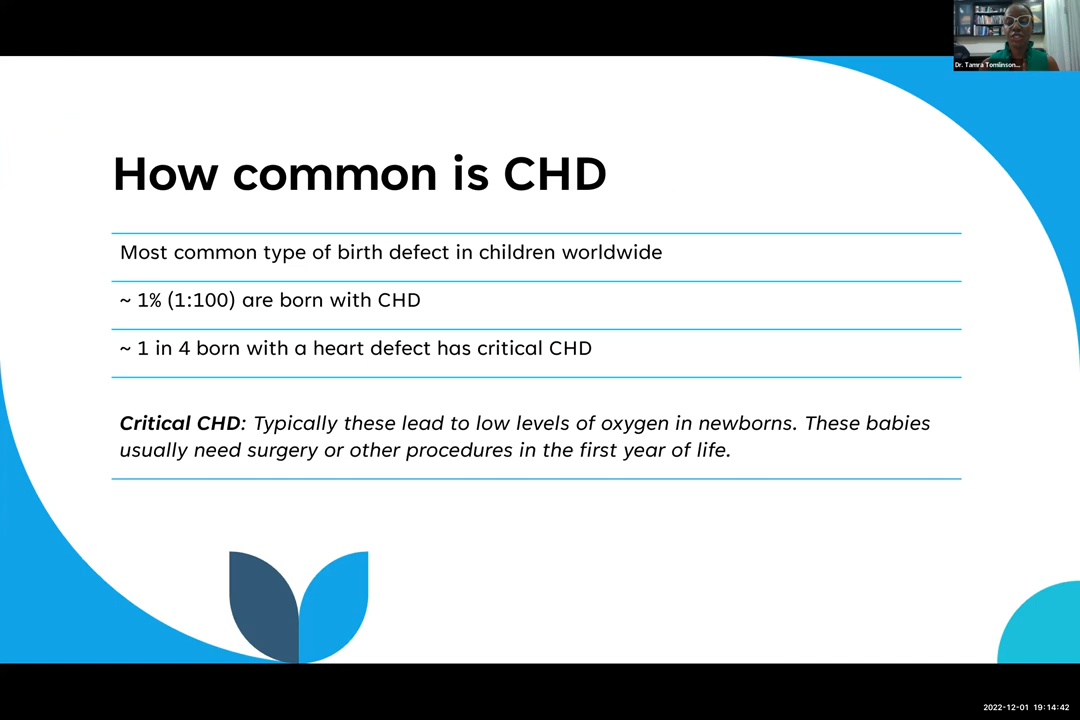 Dr. Tamra Tomlinson...
How common is CHD
Most common type of birth defect in children worldwide
~ 1% (1:100) are born with CHD
~ 1 in 4 born with a heart defect has critical CHD
Critical CHD: Typically these lead to low levels of oxygen in newborns. These babies
usually need surgery or other procedures in the first year of life.
2022-12-01 19:14:42